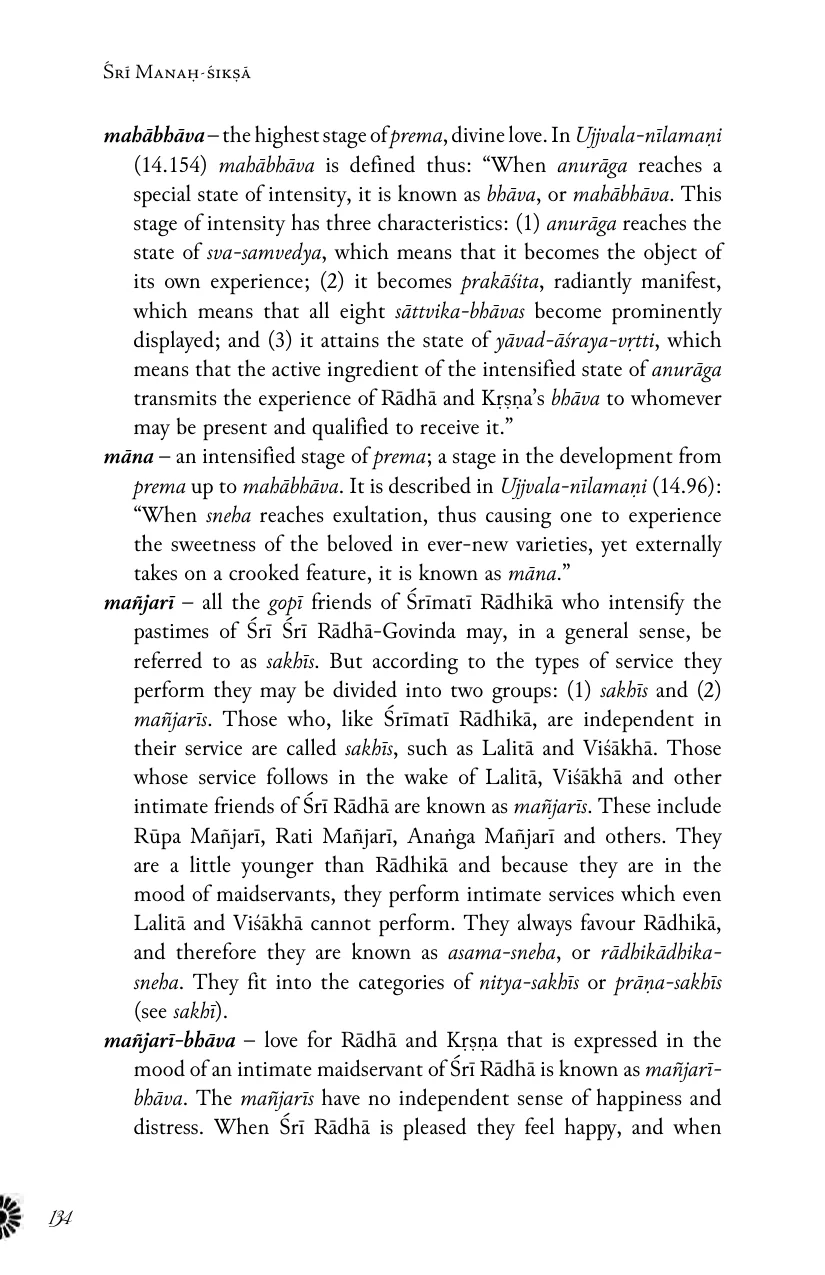 Śrī Manaḥ-śikṣā
mahābhāva – the highest stage of prema, divine love. In Ujjvala-nīlamaṇi
(14.154) mahābhāva is defined thus: “When anurāga reaches a
special state of intensity, it is known as bhāva, or mahābhāva. This
stage of intensity has three characteristics: (1) anurāga reaches the
state of sva-samvedya, which means that it becomes the object of
its own experience; (2) it becomes prakāśita, radiantly manifest,
which means that all eight sāttvika-bhāvas become prominently
displayed; and (3) it attains the state of yāvad-āśraya-vṛtti, which
means that the active ingredient of the intensified state of anurāga
transmits the experience of Rādhā and Kṛṣṇa’s bhāva to whomever
may be present and qualified to receive it.”
māna – an intensified stage of prema; a stage in the development from
prema up to mahābhāva. It is described in Ujjvala-nīlamaṇi (14.96):
“When sneha reaches exultation, thus causing one to experience
the sweetness of the beloved in ever-new varieties, yet externally
takes on a crooked feature, it is known as māna.”
mañjarī – all the gopī friends of Śrīmatī Rādhikā who intensify the
pastimes of Śrī Śrī Rādhā-Govinda may, in a general sense, be
referred to as sakhīs. But according to the types of service they
perform they may be divided into two groups: (1) sakhīs and (2)
mañjarīs. Those who, like Śrīmatī Rādhikā, are independent in
their service are called sakhīs, such as Lalitā and Viśākhā. Those
whose service follows in the wake of Lalitā, Viśākhā and other
intimate friends of Śrī Rādhā are known as mañjarīs. These include
Rūpa Mañjarī, Rati Mañjarī, Anaṅga Mañjarī and others. They
are a little younger than Rādhikā and because they are in the
mood of maidservants, they perform intimate services which even
Lalitā and Viśākhā cannot perform. They always favour Rādhikā,
and therefore they are known as asama-sneha, or rādhikādhika-
sneha. They fit into the categories of nitya-sakhīs or prāṇa-sakhīs
(see sakhī).
mañjarī-bhāva – love for Rādhā and Kṛṣṇa that is expressed in the
mood of an intimate maidservant of Śrī Rādhā is known as mañjarī-
bhāva. The mañjarīs have no independent sense of happiness and
distress. When Śrī Rādhā is pleased they feel happy, and when
134